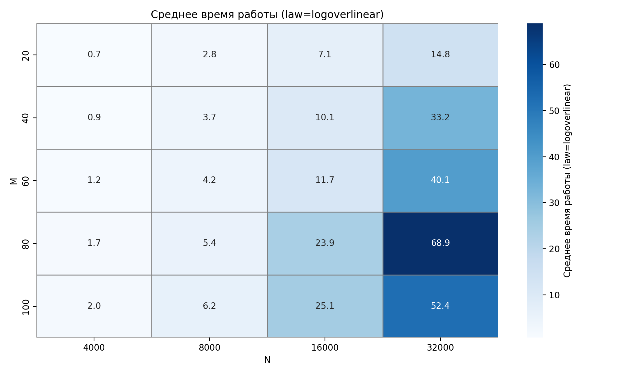 Среднее время работы (law=logoverlinear)
20 0.7 2.8 7.1 14.8
40 0.9 3.7 10.1 33.2
60 1.2 4.2 11.7 40.1
80 1.7 5.4 23.9 68.9
100 2.0 6.2 25.1 52.4
M
4000 8000 16000 32000
N
60
50
40
30
20
10
Среднее время работы (law=logoverlinear)